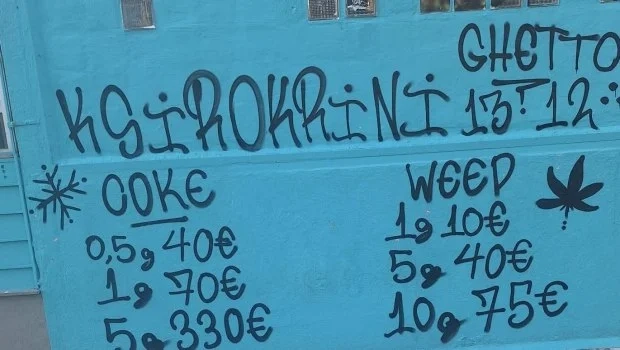 GHETTO
KSIROKRINI 13'12
COKE
0,5g 40€
1g 70€
5g 330€
WEED
1g 10€
5g 40€
10g 75€